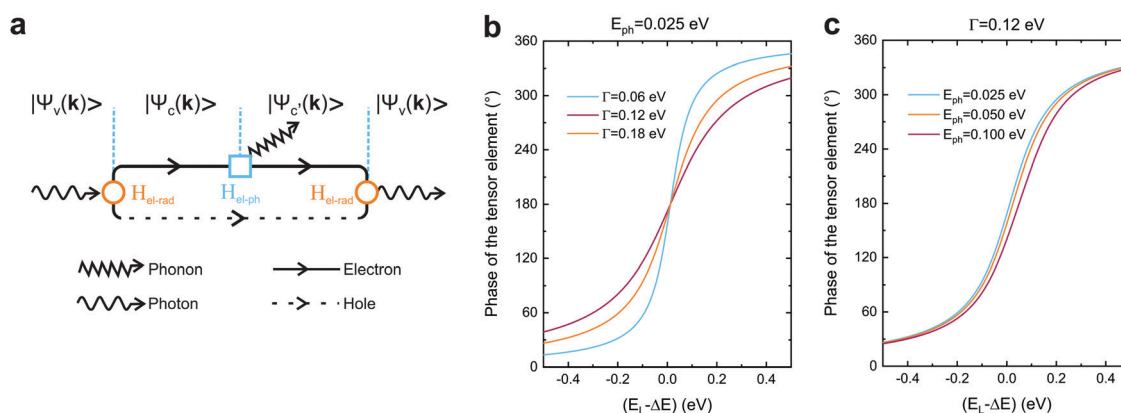 a
|Ψv(k)> |Ψc(k)> |Ψc'(k)> |Ψv(k)>
Hel-rad Hel-ph Hel-rad
Phonon Electron
Photon Hole
b
Eph=0.025 eV
Phase of the tensor element (°)
360
300
240
180
120
60
0
Γ=0.06 eV
Γ=0.12 eV
Γ=0.18 eV
-0.4 -0.2 0.0 0.2 0.4
(EL-ΔE) (eV)
c
Γ=0.12 eV
Phase of the tensor element (°)
360
300
240
180
120
60
0
Eph=0.025 eV
Eph=0.050 eV
Eph=0.100 eV
-0.4 -0.2 0.0 0.2 0.4
(EL-ΔE) (eV)